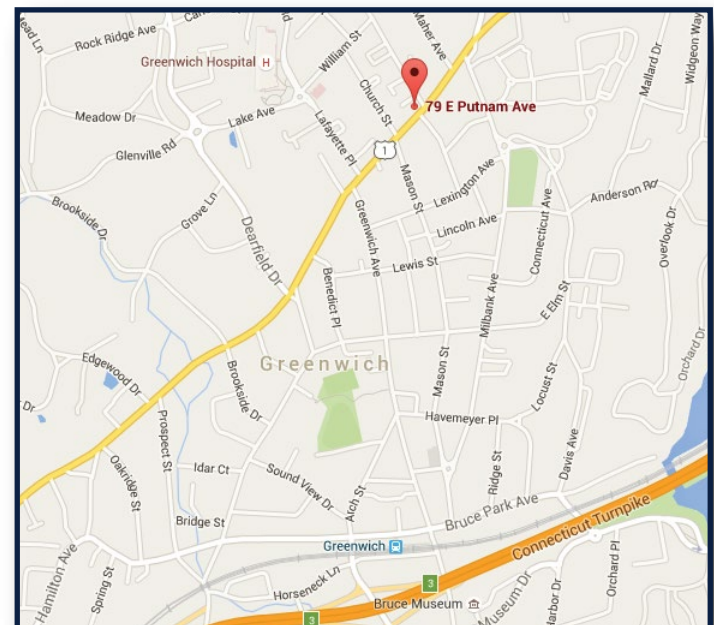 Mead Ln
Rock Ridge Ave
ld
Maher Ave
Mallard Dr
Widgeon Way
Greenwich Hospital H
William St
Church St
79 E Putnam Ave
Meadow Dr
Lake Ave
Lafayette Pl
1
Glenville Rd
Mason St
Lexington Ave
Anderson Rd
Brookside Dr
Grove Ln
Dearfield Dr
Greenwich Ave
Lincoln Ave
Connecticut Ave
Overlook Dr
Lewis St
Benedict Pl
Milbank Ave
E Elm St
Greenwich
Edgewood Dr
Brookside Dr
Mason St
Locust St
Orchard Dr
Dr
Prospect St
Havemeyer Pl
Oakridge St
Idar Ct
Sound View Dr
Arch St
Ridge St
Davis Ave
Bridge St
Bruce Park Ave
Connecticut Turnpike
Greenwich
Hamilton Ave
Spring St
Horseneck Ln
3
Bruce Museum
Museum Dr
Harbor Dr
Orchard Pl
3